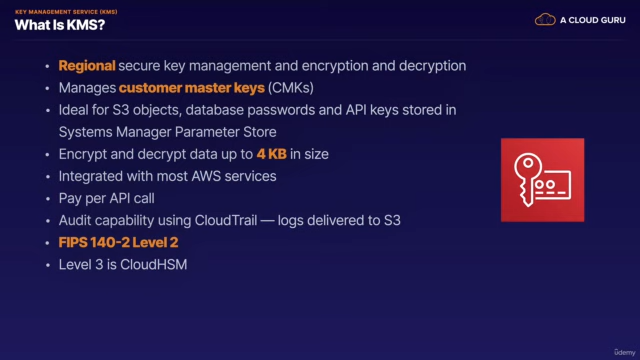 KEY MANAGEMENT SERVICE (KMS)
What Is KMS?
A CLOUD GURU
• Regional secure key management and encryption and decryption
• Manages customer master keys (CMKs)
• Ideal for S3 objects, database passwords and API keys stored in
Systems Manager Parameter Store
• Encrypt and decrypt data up to 4 KB in size
• Integrated with most AWS services
• Pay per API call
• Audit capability using CloudTrail — logs delivered to S3
• FIPS 140-2 Level 2
• Level 3 is CloudHSM
ûdemy